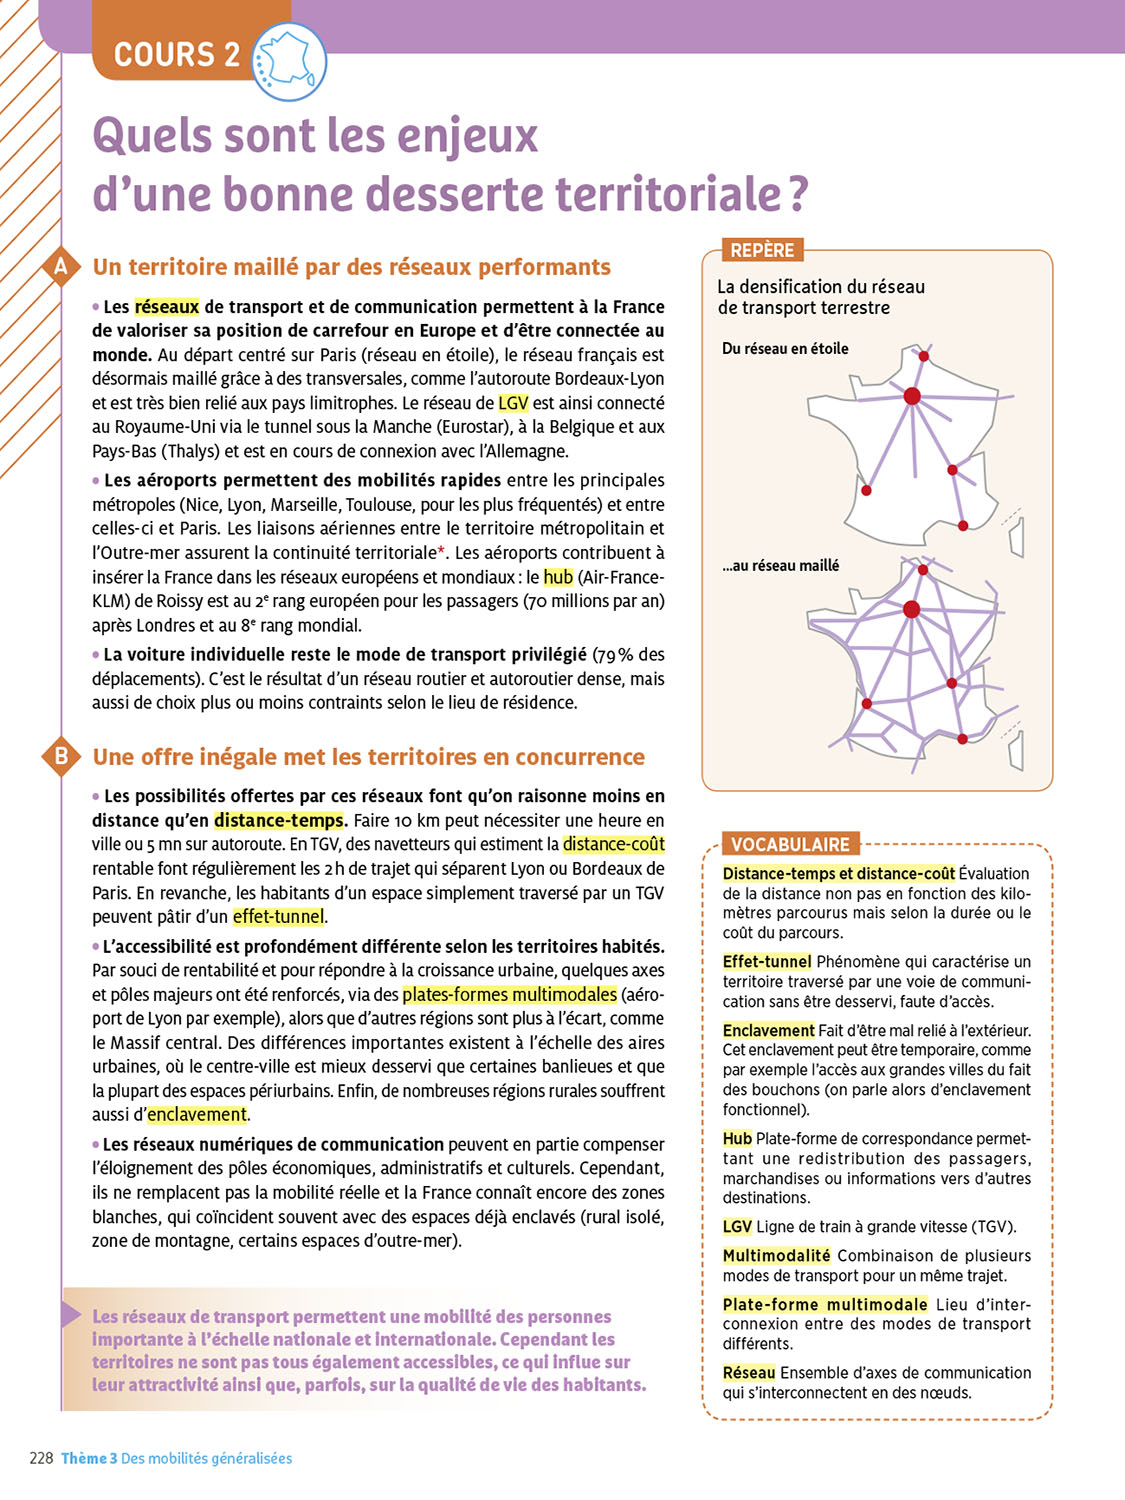 COURS 2
Quels sont les enjeux
d’une bonne desserte territoriale ?
A
Un territoire maillé par des réseaux performants
• Les réseaux de transport et de communication permettent à la France
de valoriser sa position de carrefour en Europe et d’être connectée au
monde. Au départ centré sur Paris (réseau en étoile), le réseau français est
désormais maillé grâce à des transversales, comme l’autoroute Bordeaux-Lyon
et est très bien relié aux pays limitrophes. Le réseau de LGV est ainsi connecté
au Royaume-Uni via le tunnel sous la Manche (Eurostar), à la Belgique et aux
Pays-Bas (Thalys) et est en cours de connexion avec l’Allemagne.
• Les aéroports permettent des mobilités rapides entre les principales
métropoles (Nice, Lyon, Marseille, Toulouse, pour les plus fréquentés) et entre
celles-ci et Paris. Les liaisons aériennes entre le territoire métropolitain et
l’Outre-mer assurent la continuité territoriale*. Les aéroports contribuent à
insérer la France dans les réseaux européens et mondiaux : le hub (Air-France-
KLM) de Roissy est au 2e rang européen pour les passagers (70 millions par an)
après Londres et au 8e rang mondial.
• La voiture individuelle reste le mode de transport privilégié (79 % des
déplacements). C’est le résultat d’un réseau routier et autoroutier dense, mais
aussi de choix plus ou moins contraints selon le lieu de résidence.
B
Une offre inégale met les territoires en concurrence
• Les possibilités offertes par ces réseaux font qu’on raisonne moins en
distance qu’en distance-temps. Faire 10 km peut nécessiter une heure en
ville ou 5 mn sur autoroute. En TGV, des navetteurs qui estiment la distance-coût
rentable font régulièrement les 2 h de trajet qui séparent Lyon ou Bordeaux de
Paris. En revanche, les habitants d’un espace simplement traversé par un TGV
peuvent pâtir d’un effet-tunnel.
• L’accessibilité est profondément différente selon les territoires habités.
Par souci de rentabilité et pour répondre à la croissance urbaine, quelques axes
et pôles majeurs ont été renforcés, via des plates-formes multimodales (aéro-
port de Lyon par exemple), alors que d’autres régions sont plus à l’écart, comme
le Massif central. Des différences importantes existent à l’échelle des aires
urbaines, où le centre-ville est mieux desservi que certaines banlieues et que
la plupart des espaces périurbains. Enfin, de nombreuses régions rurales souffrent
aussi d’enclavement.
• Les réseaux numériques de communication peuvent en partie compenser
l’éloignement des pôles économiques, administratifs et culturels. Cependant,
ils ne remplacent pas la mobilité réelle et la France connaît encore des zones
blanches, qui coïncident souvent avec des espaces déjà enclavés (rural isolé,
zone de montagne, certains espaces d’outre-mer).
Les réseaux de transport permettent une mobilité des personnes
importante à l’échelle nationale et internationale. Cependant les
territoires ne sont pas tous également accessibles, ce qui influe sur
leur attractivité ainsi que, parfois, sur la qualité de vie des habitants.
REPÈRE
La densification du réseau
de transport terrestre
Du réseau en étoile
...au réseau maillé
VOCABULAIRE
Distance-temps et distance-coût Évaluation
de la distance non pas en fonction des kilo-
mètres parcourus mais selon la durée ou le
coût du parcours.
Effet-tunnel Phénomène qui caractérise un
territoire traversé par une voie de communi-
cation sans être desservi, faute d’accès.
Enclavement Fait d’être mal relié à l’extérieur.
Cet enclavement peut être temporaire, comme
par exemple l’accès aux grandes villes du fait
des bouchons (on parle alors d’enclavement
fonctionnel).
Hub Plate-forme de correspondance permet-
tant une redistribution des passagers,
marchandises ou informations vers d’autres
destinations.
LGV Ligne de train à grande vitesse (TGV).
Multimodalité Combinaison de plusieurs
modes de transport pour un même trajet.
Plate-forme multimodale Lieu d’inter-
connexion entre des modes de transport
différents.
Réseau Ensemble d’axes de communication
qui s’interconnectent en des nœuds.
228 Thème 3 Des mobilités généralisées